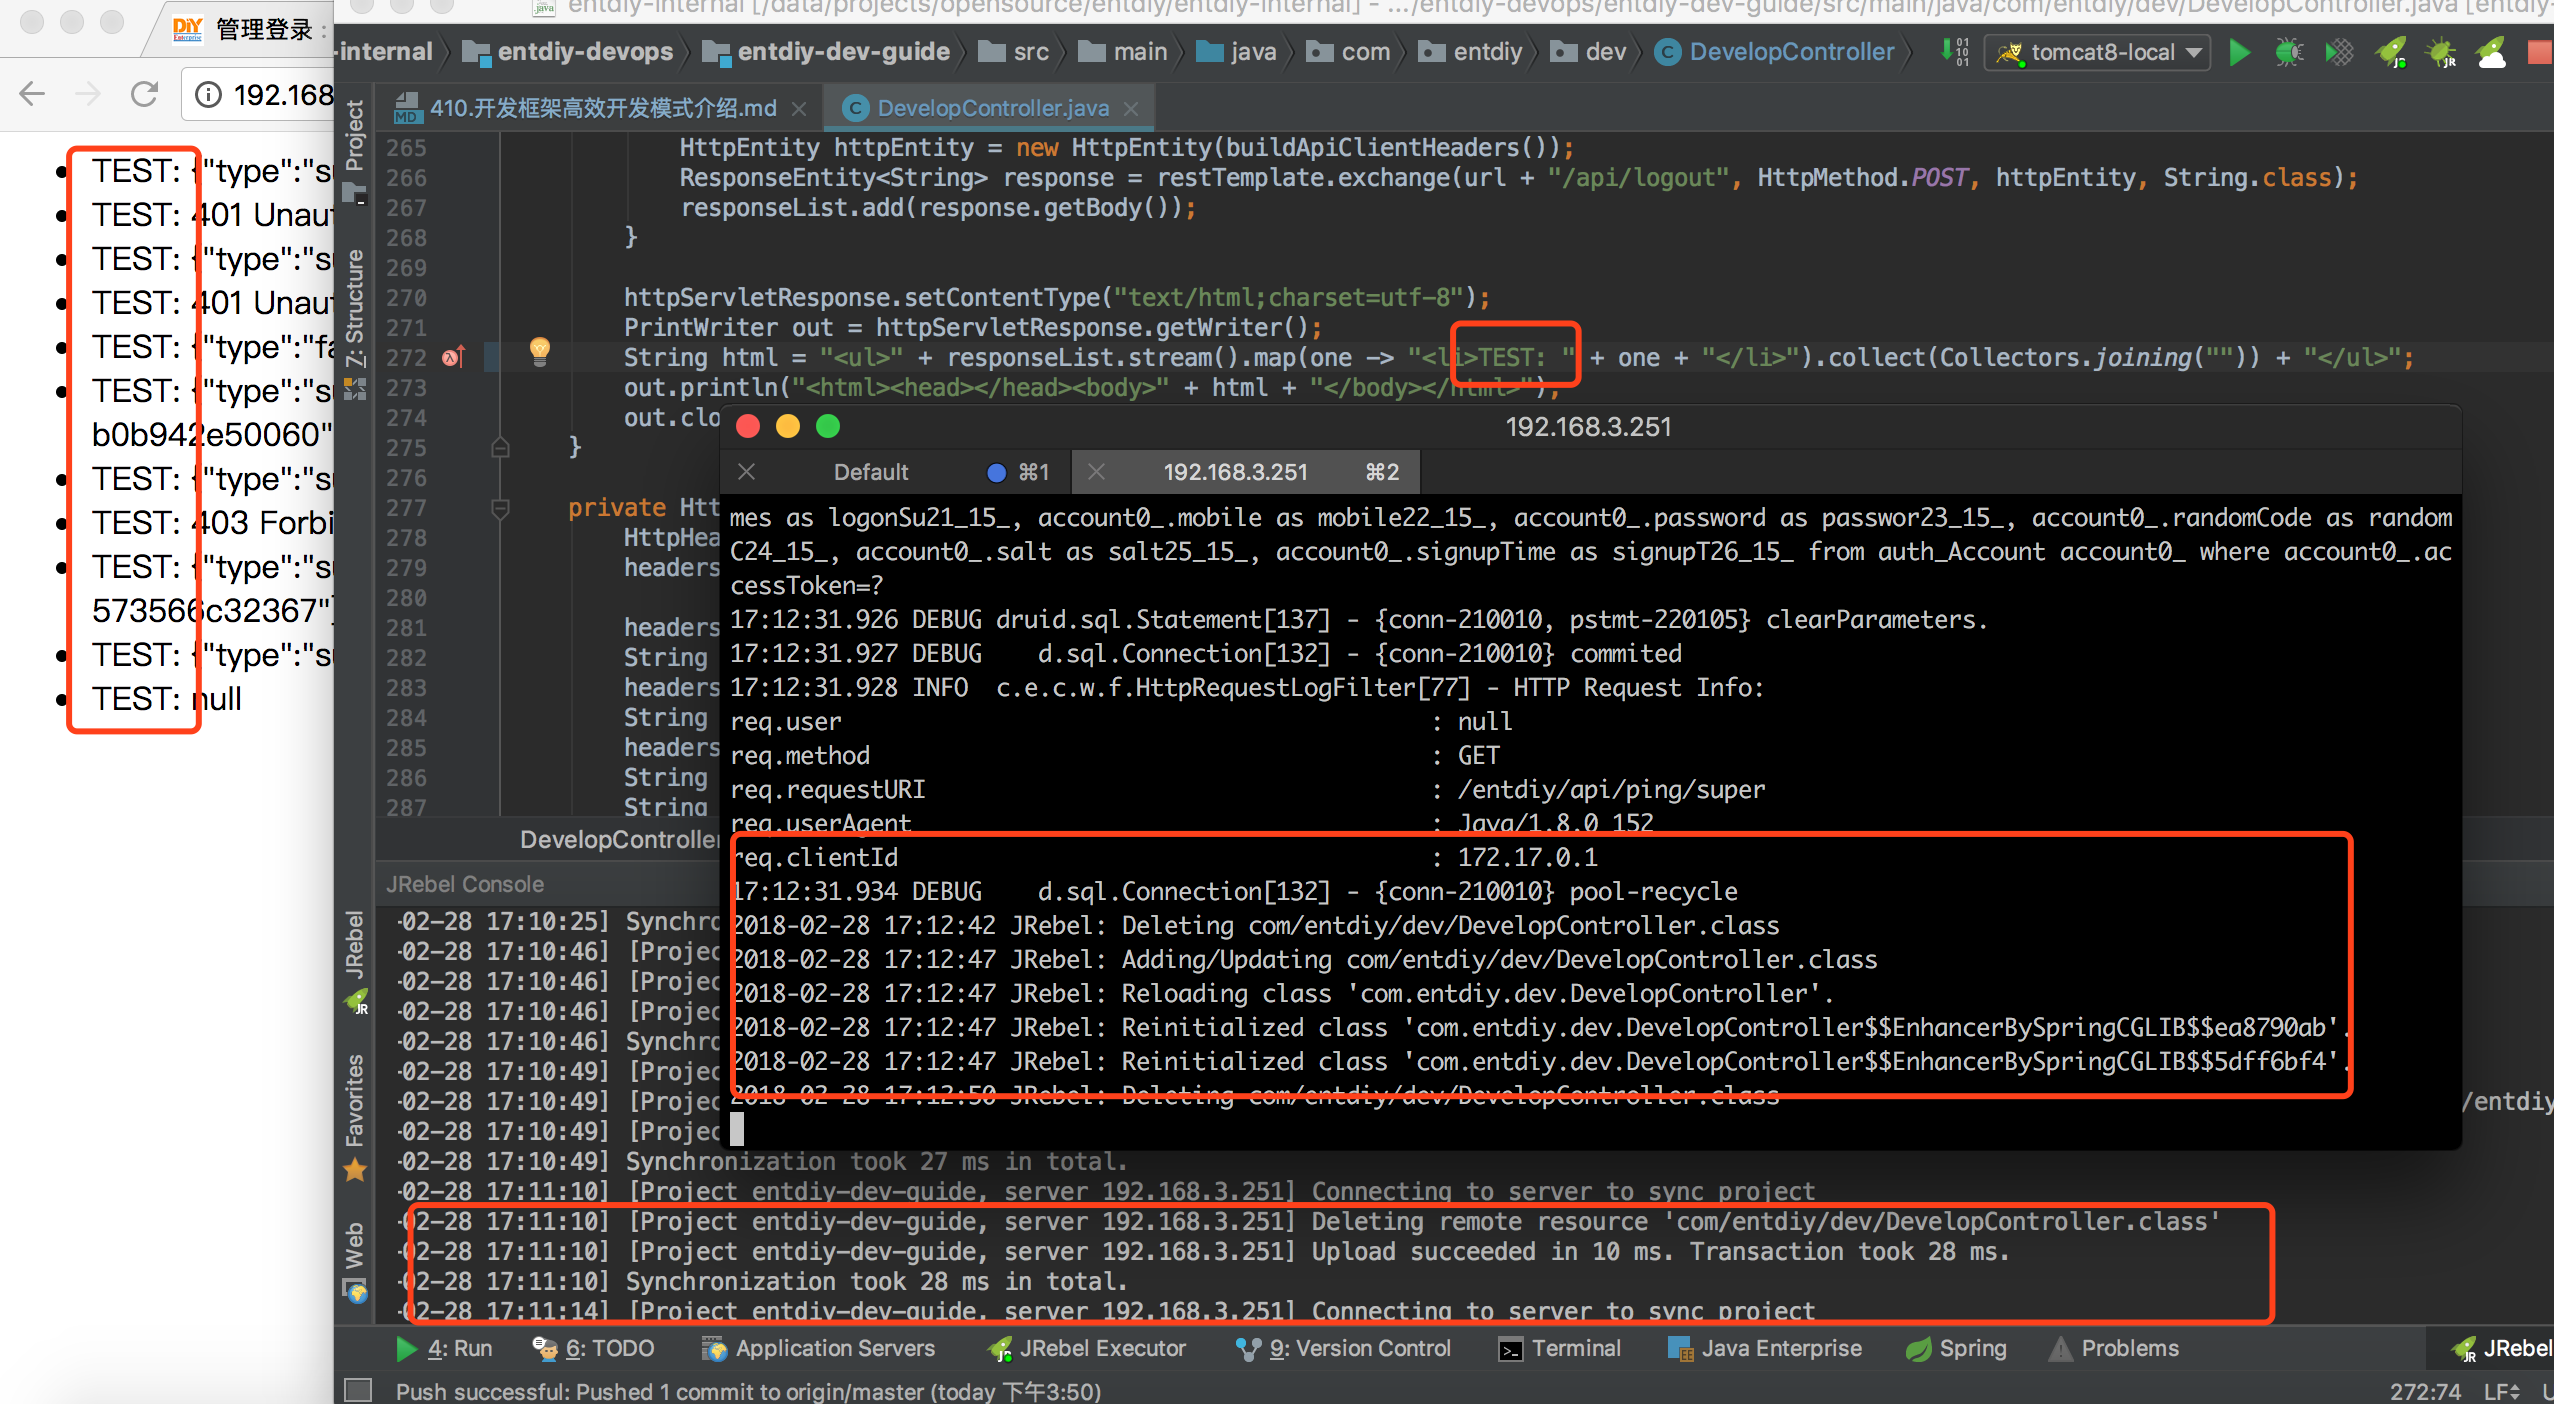 管理登录 :
192.168
TEST: {"type":"su
TEST: 401 Unaut
TEST: {"type":"su
TEST: 401 Unaut
TEST: {"type":"fa
TEST: {"type":"su
b0b942e50060"
TEST: {"type":"su
TEST: 403 Forbi
TEST: {"type":"su
573566c32367"}
TEST: {"type":"su
TEST: null
entdiy-internal [/data/projects/opensource/entdiy/entdiy-internal] - .../entdiy-devops/entdiy-dev-guide/src/main/java/com/entdiy/dev/DevelopController.java [entdiy-
-internal entdiy-devops entdiy-dev-guide src main java com entdiy dev DevelopController tomcat8-local
410.开发框架高效开发模式介绍.md DevelopController.java
Project
Z: Structure
JRebel
Favorites
Web
265 HttpEntity httpEntity = new HttpEntity(buildApiClientHeaders());
266 ResponseEntity<String> response = restTemplate.exchange(url + "/api/logout", HttpMethod.POST, httpEntity, String.class);
267 responseList.add(response.getBody());
268 }
269
270 httpServletResponse.setContentType("text/html;charset=utf-8");
271 PrintWriter out = httpServletResponse.getWriter();
272 String html = "<ul>" + responseList.stream().map(one -> "<li>TEST: " + one + "</li>").collect(Collectors.joining("")) + "</ul>";
273 out.println("<html><head></head><body>" + html + "</body></html>");
274 out.clo
275 }
276
277 private Htt
278 HttpHea
279 headers
280
281 headers
282 String
283 headers
284 String
285 headers
286 String
287 String
DevelopController
192.168.3.251
Default ⌘1 192.168.3.251 ⌘2
mes as logonSu21_15_, account0_.mobile as mobile22_15_, account0_.password as passwor23_15_, account0_.randomCode as random
C24_15_, account0_.salt as salt25_15_, account0_.signupTime as signupT26_15_ from auth_Account account0_ where account0_.ac
cessToken=?
17:12:31.926 DEBUG druid.sql.Statement[137] - {conn-210010, pstmt-220105} clearParameters.
17:12:31.927 DEBUG d.sql.Connection[132] - {conn-210010} commited
17:12:31.928 INFO c.e.c.w.f.HttpRequestLogFilter[77] - HTTP Request Info:
req.user : null
req.method : GET
req.requestURI : /entdiy/api/ping/super
req.userAgent : Java/1.8.0_152
req.clientId : 172.17.0.1
17:12:31.934 DEBUG d.sql.Connection[132] - {conn-210010} pool-recycle
2018-02-28 17:12:42 JRebel: Deleting com/entdiy/dev/DevelopController.class
2018-02-28 17:12:47 JRebel: Adding/Updating com/entdiy/dev/DevelopController.class
2018-02-28 17:12:47 JRebel: Reloading class 'com.entdiy.dev.DevelopController'.
2018-02-28 17:12:47 JRebel: Reinitialized class 'com.entdiy.dev.DevelopController$$EnhancerBySpringCGLIB$$ea8790ab'.
2018-02-28 17:12:47 JRebel: Reinitialized class 'com.entdiy.dev.DevelopController$$EnhancerBySpringCGLIB$$5dff6bf4'.
2018-02-28 17:12:50 JRebel: Deleting com/entdiy/dev/DevelopController.class
JRebel Console
-02-28 17:10:25] Synchro
-02-28 17:10:46] [Projec
-02-28 17:10:46] [Projec
-02-28 17:10:46] [Projec
-02-28 17:10:46] Synchro
-02-28 17:10:49] [Projec
-02-28 17:10:49] [Projec /entdiy
-02-28 17:10:49] [Projec
-02-28 17:10:49] Synchronization took 27 ms in total.
-02-28 17:11:10] [Project entdiy-dev-guide, server 192.168.3.251] Connecting to server to sync project
-02-28 17:11:10] [Project entdiy-dev-guide, server 192.168.3.251] Deleting remote resource 'com/entdiy/dev/DevelopController.class'
-02-28 17:11:10] [Project entdiy-dev-guide, server 192.168.3.251] Upload succeeded in 10 ms. Transaction took 28 ms.
-02-28 17:11:10] Synchronization took 28 ms in total.
-02-28 17:11:14] [Project entdiy-dev-guide, server 192.168.3.251] Connecting to server to sync project
4: Run 6: TODO Application Servers JRebel Executor 9: Version Control Terminal Java Enterprise Spring Problems JRebel
Push successful: Pushed 1 commit to origin/master (today 下午3:50) 272:74 LF